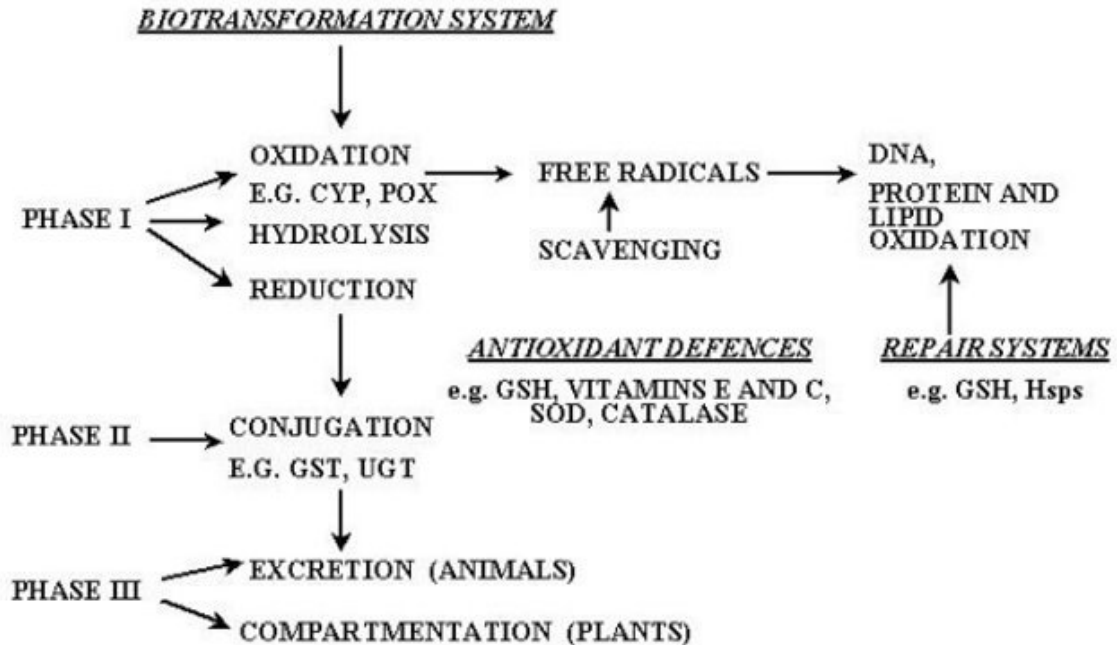 BIOTRANSFORMATION SYSTEM
PHASE I
OXIDATION
E.G. CYP, POX
HYDROLYSIS
REDUCTION
FREE RADICALS
SCAVENGING
DNA,
PROTEIN AND
LIPID
OXIDATION
ANTIOXIDANT DEFENCES
e.g. GSH, VITAMINS E AND C,
SOD, CATALASE
REPAIR SYSTEMS
e.g. GSH, Hsps
PHASE II
CONJUGATION
E.G. GST, UGT
PHASE III
EXCRETION (ANIMALS)
COMPARTMENTATION (PLANTS)